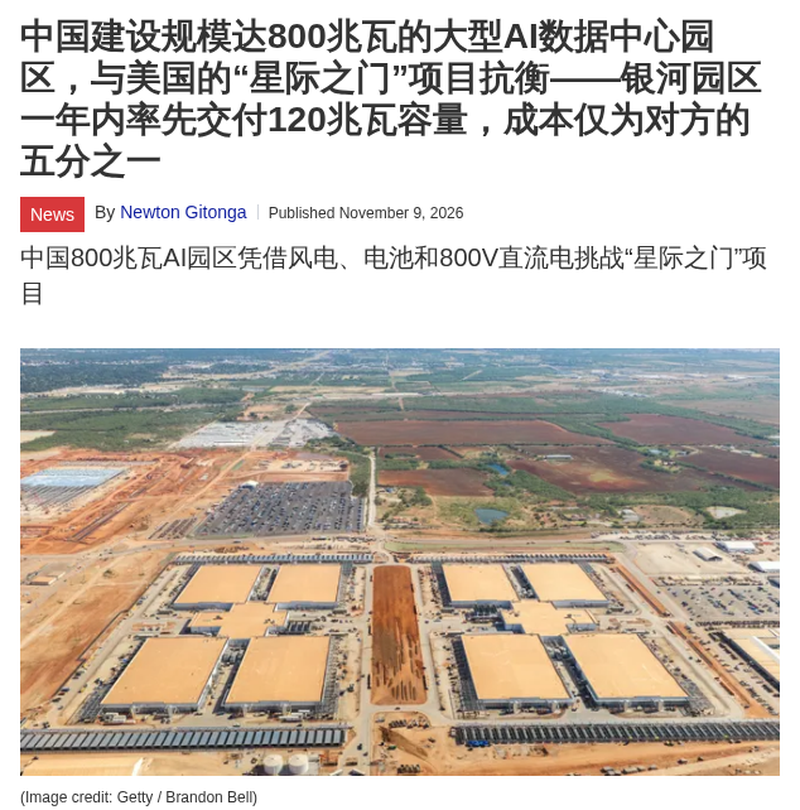 中国建设规模达800兆瓦的大型AI数据中心园
区，与美国的“星际之门”项目抗衡——银河园区
一年内率先交付120兆瓦容量，成本仅为对方的
五分之一
News By Newton Gitonga Published November 9, 2026
中国800兆瓦AI园区凭借风电、电池和800V直流电挑战“星际之门”项
目
(Image credit: Getty / Brandon Bell)